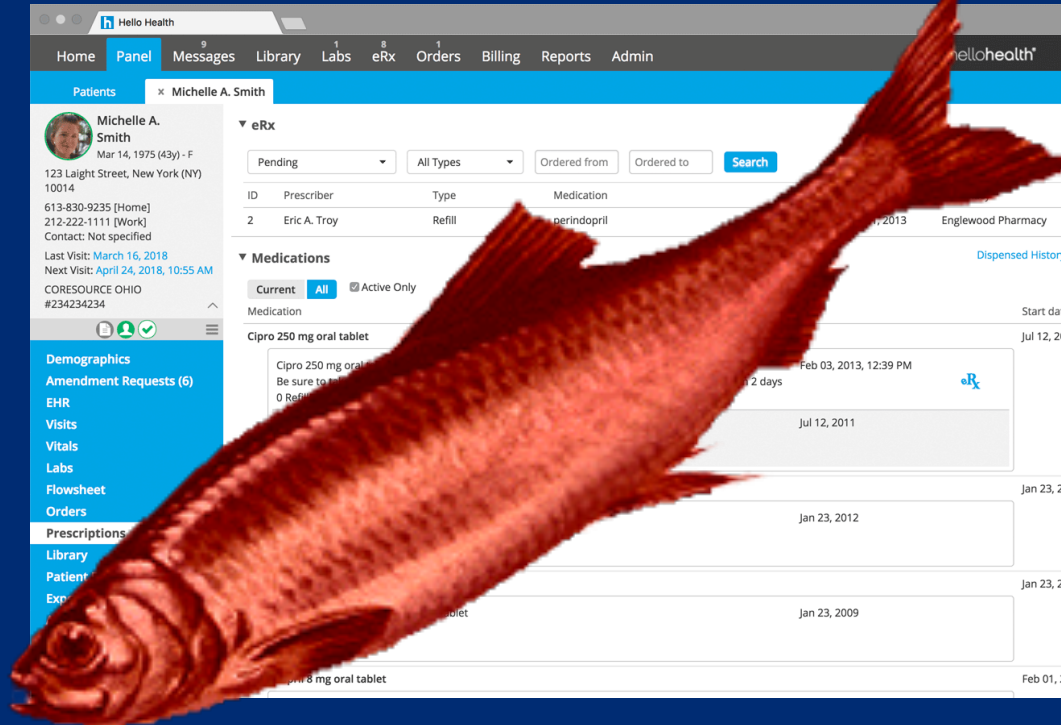 Hello Health
9 1 8 1
Home Panel Messages Library Labs eRx Orders Billing Reports Admin
hellohealth
Patients × Michelle A. Smith
Michelle A.
Smith
Mar 14, 1975 (43y) - F
123 Laight Street, New York (NY)
10014
613-830-9235 [Home]
212-222-1111 [Work]
Contact: Not specified
Last Visit: March 16, 2018
Next Visit: April 24, 2018, 10:55 AM
CORESOURCE OHIO
#234234234
Demographics
Amendment Requests (6)
EHR
Visits
Vitals
Labs
Flowsheet
Orders
Prescriptions
Library
Patient
eRx
Pending All Types Ordered from Ordered to Search
ID Prescriber Type Medication
2 Eric A. Troy Refill perindopril 2013 Englewood Pharmacy
Medications Dispensed History
Current All Active Only
Medication Start
Cipro 250 mg oral tablet Jul 12,
Cipro 250 mg oral Feb 03, 2013, 12:39 PM
Be sure to 2 days eRx
0
Jul 12, 2011
Jan 23,
Jan 23, 2012
Jan 23,
Jan 23, 2009
8 mg oral tablet Feb 01,